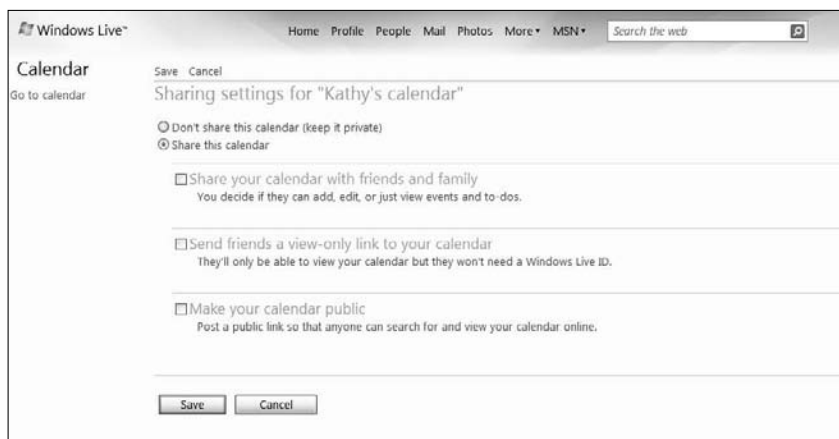 Windows Live™
Home Profile People Mail Photos More MSN Search the web
Calendar
Save Cancel
Go to calendar
Sharing settings for "Kathy's calendar"
Don't share this calendar (keep it private)
Share this calendar
Share your calendar with friends and family
You decide if they can add, edit, or just view events and to-dos.
Send friends a view-only link to your calendar
They'll only be able to view your calendar but they won't need a Windows Live ID.
Make your calendar public
Post a public link so that anyone can search for and view your calendar online.
Save Cancel